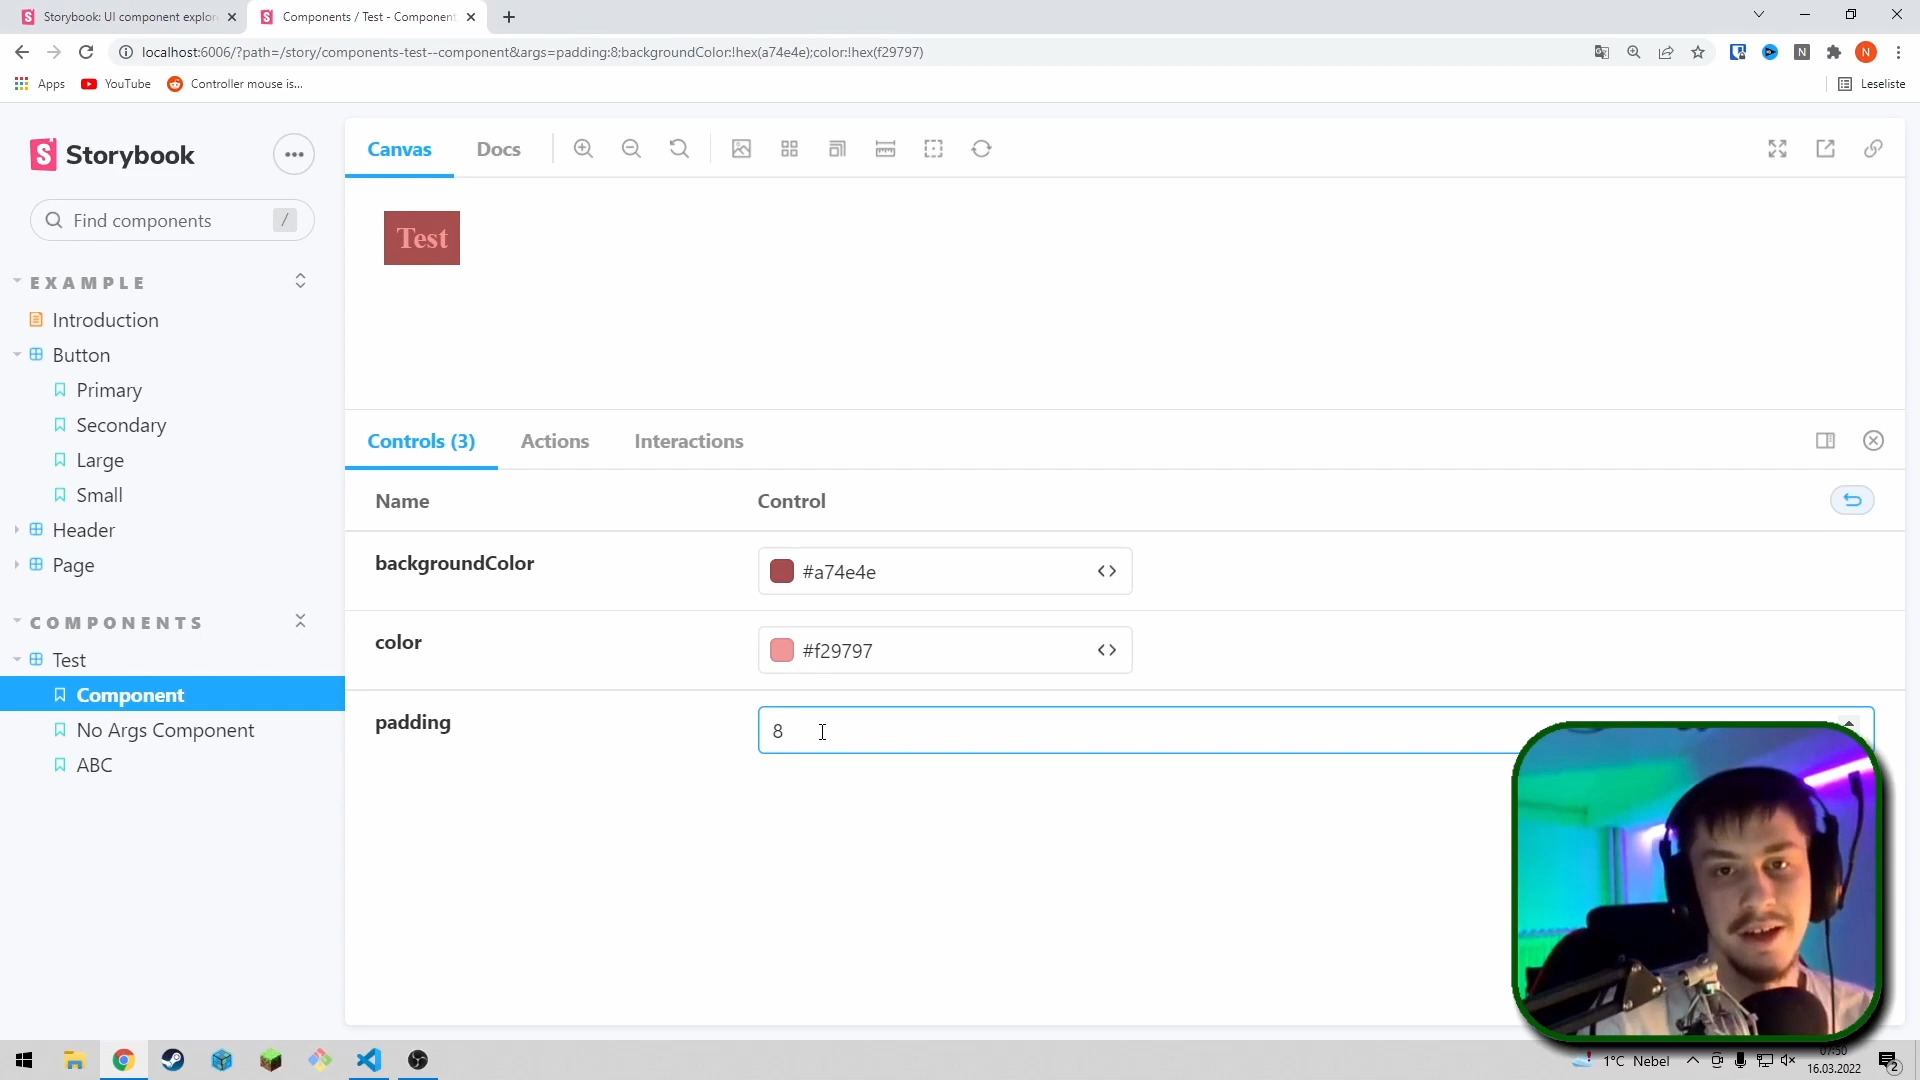 Storybook: UI component explor
Components / Test - Component
localhost:6006/?path=/story/components-test--component&args=padding:8;backgroundColor:!hex(a74e4e);color:!hex(f29797)
N
N
Apps
YouTube
Controller mouse is...
Leseliste
S Storybook
Find components
/
EXAMPLE
Introduction
Button
Primary
Secondary
Large
Small
Header
Page
COMPONENTS
Test
Component
No Args Component
ABC
Canvas
Docs
Test
Controls (3)
Actions
Interactions
Name
Control
backgroundColor
#a74e4e
color
#f29797
padding
8
1°C Nebel
07:50
16.03.2022
2